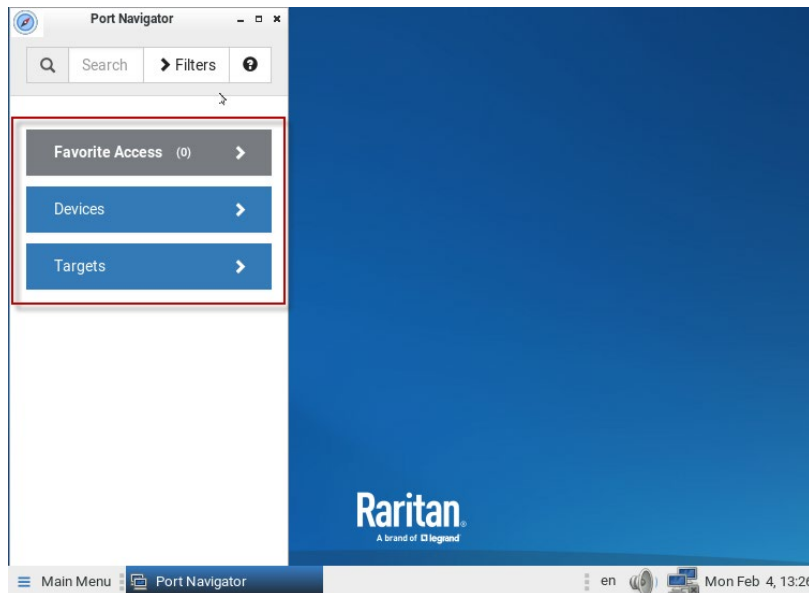 Port Navigator
Search
Filters
Favorite Access (0)
Devices
Targets
Raritan
A brand of legrand
Main Menu
Port Navigator
en
Mon Feb 4, 13:26